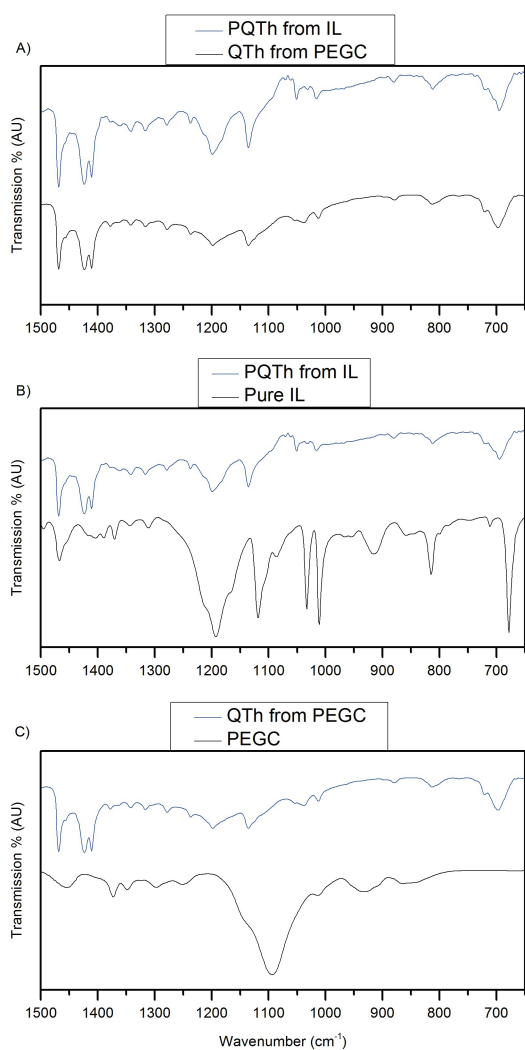 PQTh from IL
QTh from PEGC
A)
Transmission % (AU)
1500 1400 1300 1200 1100 1000 900 800 700
PQTh from IL
Pure IL
B)
Transmission % (AU)
1500 1400 1300 1200 1100 1000 900 800 700
QTh from PEGC
PEGC
C)
Transmission % (AU)
1500 1400 1300 1200 1100 1000 900 800 700
Wavenumber (cm⁻¹)